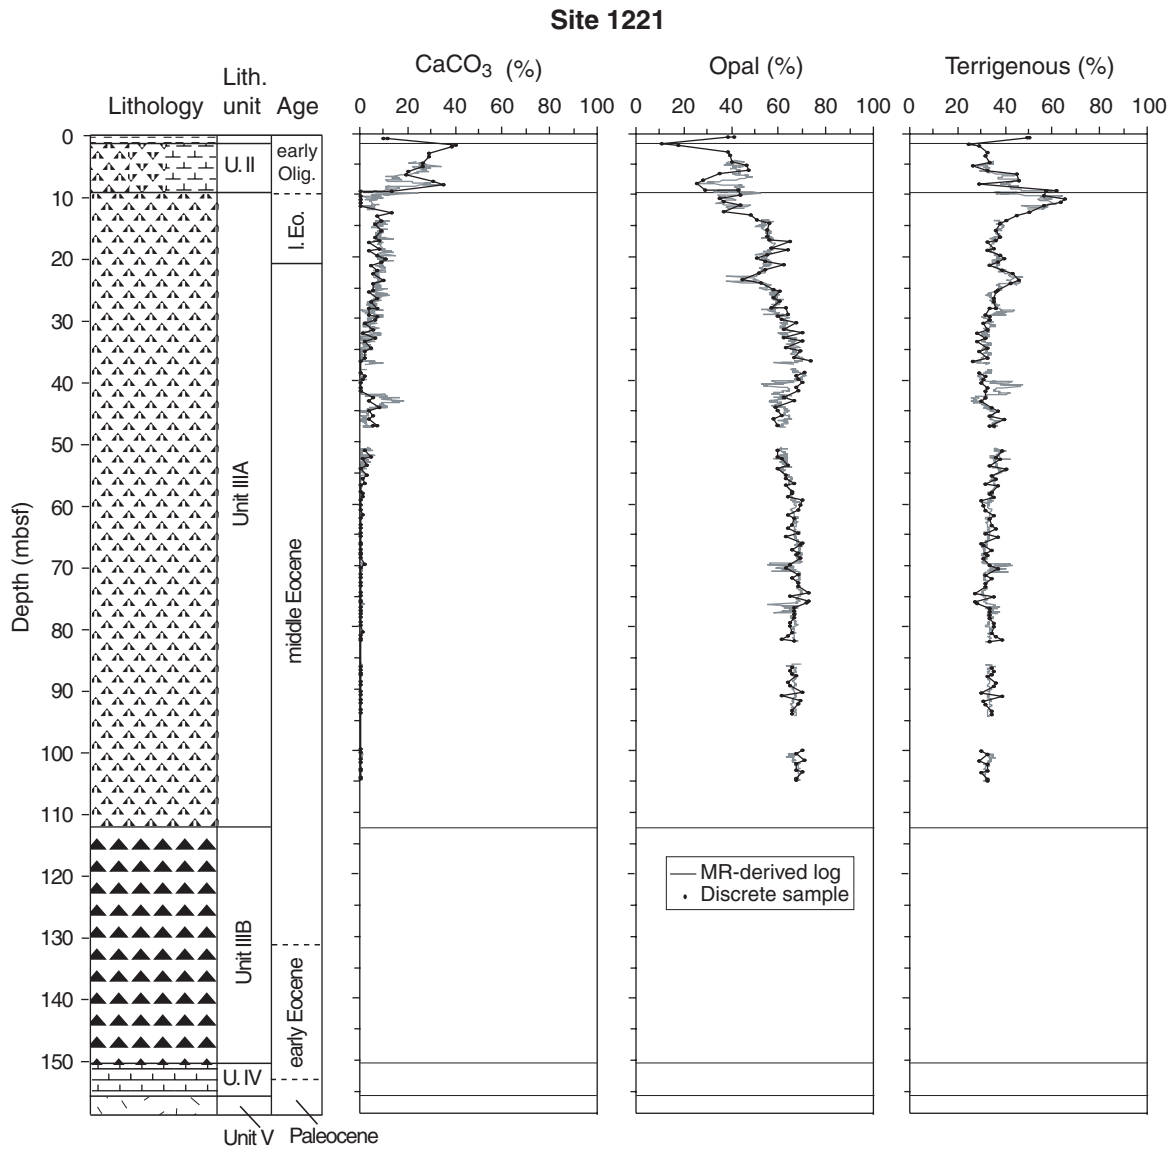 Site 1221
CaCO3 (%)
Opal (%)
Terrigenous (%)
Lith.
Lithology unit Age
0 20 40 60 80 100
0 20 40 60 80 100
0 20 40 60 80 100
Depth (mbsf)
0
10
20
30
40
50
60
70
80
90
100
110
120
130
140
150
U. II
Unit IIIA
Unit IIIB
U. IV
Unit V
early
Olig.
l. Eo.
middle Eocene
early Eocene
Paleocene
MR-derived log
Discrete sample